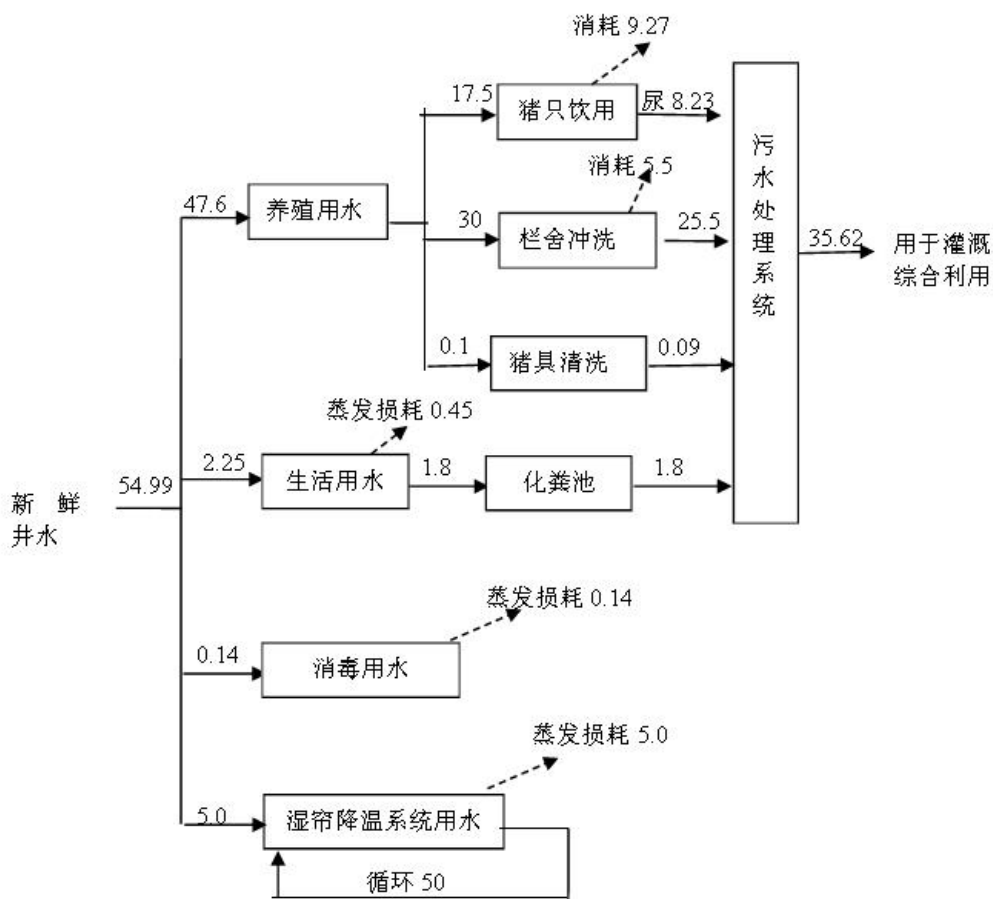 消耗 9.27
17.5
猪只饮用
尿 8.23
消耗 5.5
47.6
养殖用水
30
栏舍冲洗
25.5
污水处理系统
35.62
用于灌溉
综合利用
0.1
猪具清洗
0.09
蒸发损耗 0.45
2.25
生活用水
1.8
化粪池
1.8
新 鲜
井水
54.99
蒸发损耗 0.14
0.14
消毒用水
蒸发损耗 5.0
5.0
湿帘降温系统用水
循环 50